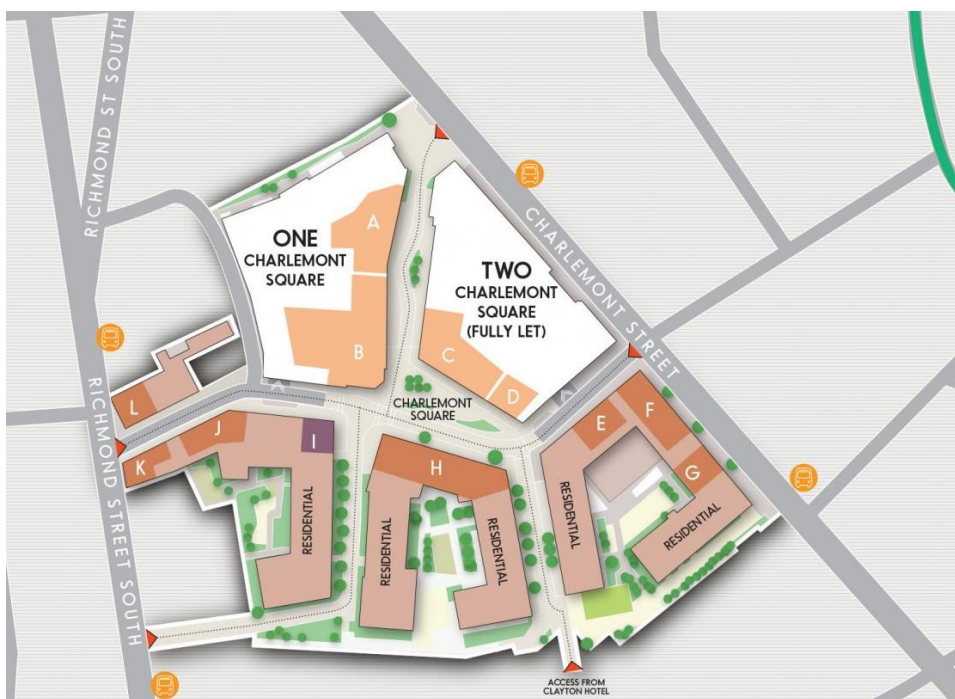 RICHMOND ST SOUTH
ONE
CHARLEMONT
SQUARE
A
B
TWO
CHARLEMONT
SQUARE
(FULLY LET)
C
D
CHARLEMONT STREET
CHARLEMONT
SQUARE
L
K
J
I
RESIDENTIAL
H
RESIDENTIAL
RESIDENTIAL
E
F
G
RESIDENTIAL
RESIDENTIAL
RICHMOND STREET SOUTH
ACCESS FROM
CLAYTON HOTEL